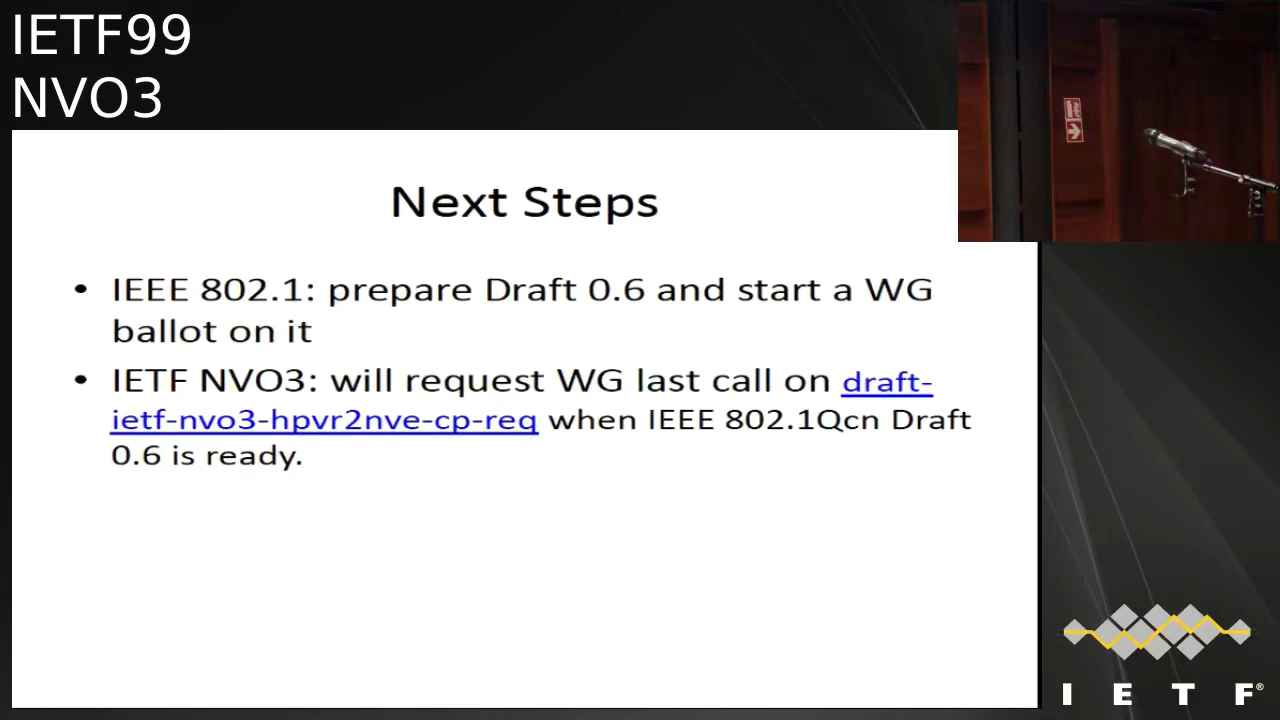 IETF99
NVO3
Next Steps
• IEEE 802.1: prepare Draft 0.6 and start a WG
ballot on it
• IETF NVO3: will request WG last call on draft-
ietf-nvo3-hpvr2nve-cp-req when IEEE 802.1Qcn Draft
0.6 is ready.
I E T F®